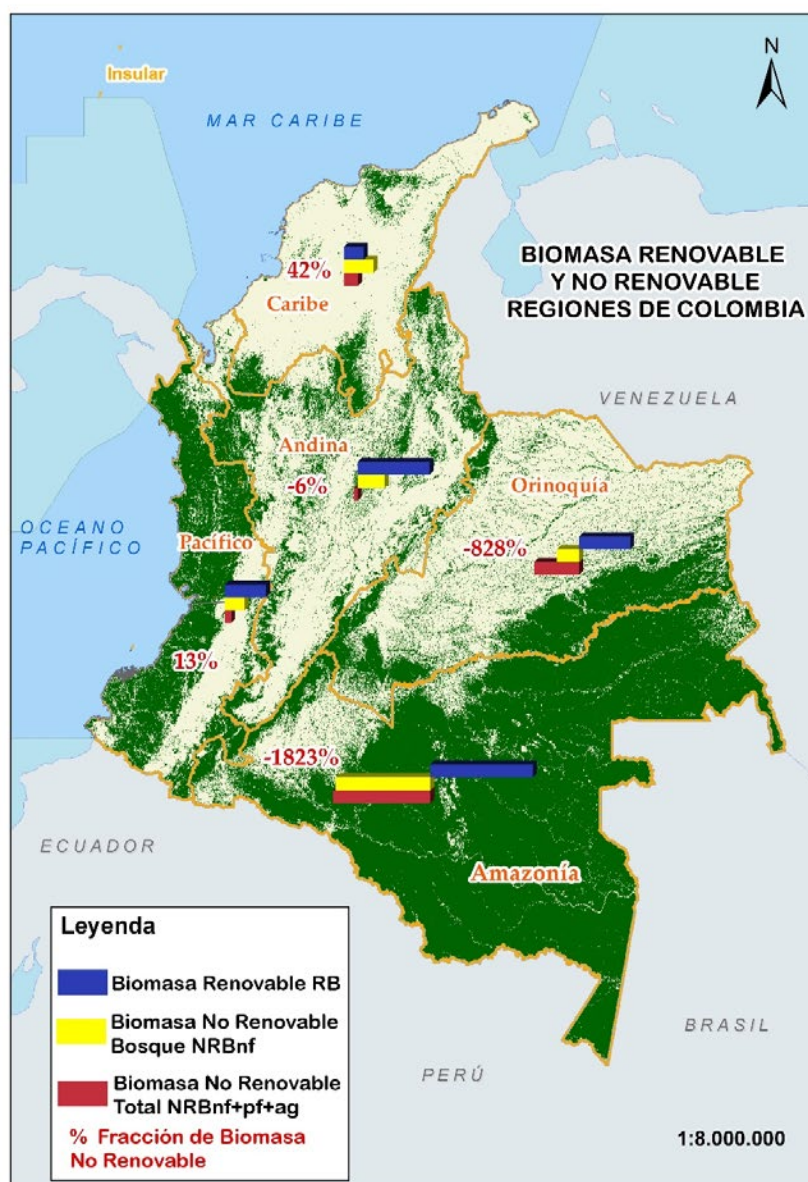 N
Insular
MAR CARIBE
BIOMASA RENOVABLE
Y NO RENOVABLE
REGIONES DE COLOMBIA
42%
Caribe
VENEZUELA
Andina
-6%
Orinoquía
OCEANO
PACÍFICO
Pacífico
-828%
13%
-1823%
ECUADOR
Amazonía
Leyenda
Biomasa Renovable RB
Biomasa No Renovable
Bosque NRBnf
Biomasa No Renovable
Total NRBnf+pf+ag
% Fracción de Biomasa
No Renovable
BRASIL
PERÚ
1:8.000.000